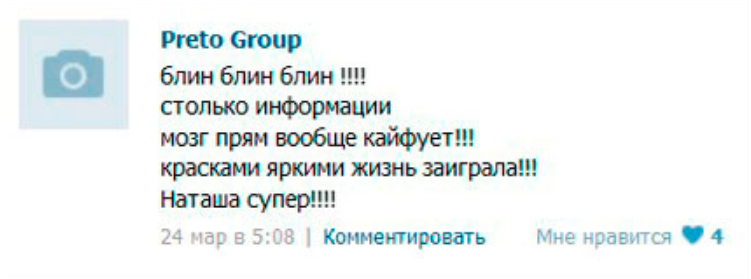 Preto Group
блин блин блин !!!!
столько информации
мозг прям вообще кайфует!!!
красками яркими жизнь заиграла!!!
Наташа супер!!!!
24 мар в 5:08 | Комментировать Мне нравится 4